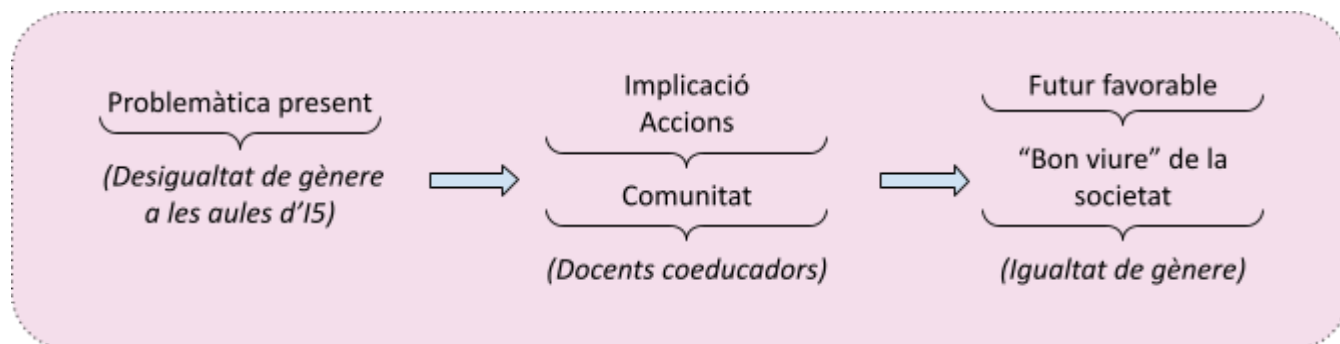 Problemàtica present
(Desigualtat de gènere
a les aules d’I5)
Implicació
Accions
Comunitat
(Docents coeducadors)
Futur favorable
“Bon viure” de la
societat
(Igualtat de gènere)